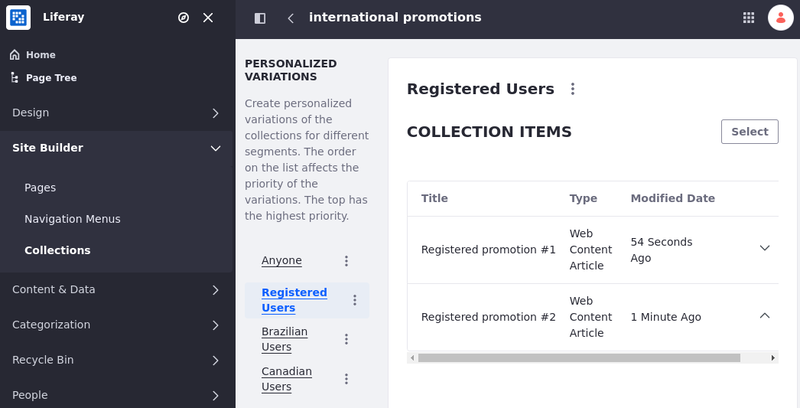 Liferay
international promotions
Home
Page Tree
Design
Site Builder
Pages
Navigation Menus
Collections
Content & Data
Categorization
Recycle Bin
People
PERSONALIZED
VARIATIONS
Create personalized
variations of the
collections for different
segments. The order
on the list affects the
priority of the
variations. The top has
the highest priority.
Anyone
Registered
Users
Brazilian
Users
Canadian
Users
Registered Users
COLLECTION ITEMS
Select
Title Type Modified Date
Registered promotion #1
Web
Content
Article
54 Seconds
Ago
Registered promotion #2
Web
Content
Article
1 Minute Ago